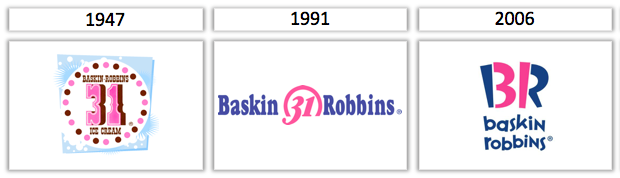 1947
1991
2006
BASKIN-ROBBINS
31
ICE CREAM
Baskin 31 Robbins®
BR
baskin
robbins®